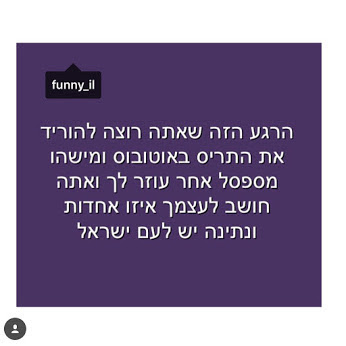 funny_il
הרגע הזה שאתה רוצה להוריד
את התריס באוטובוס ומישהו
מספסל אחר עוזר לך ואתה
חושב לעצמך איזו אחדות
ונתינה יש לעם ישראל